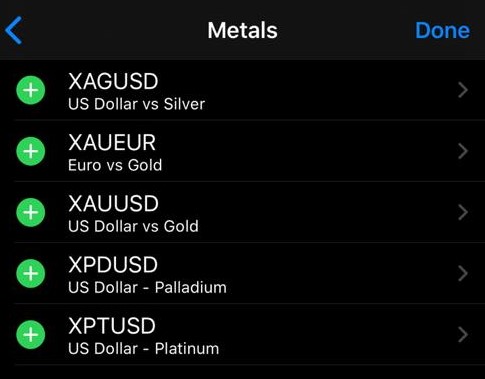 Metals
Done
XAGUSD
US Dollar vs Silver
XAUEUR
Euro vs Gold
XAUUSD
US Dollar vs Gold
XPDUSD
US Dollar - Palladium
XPTUSD
US Dollar - Platinum